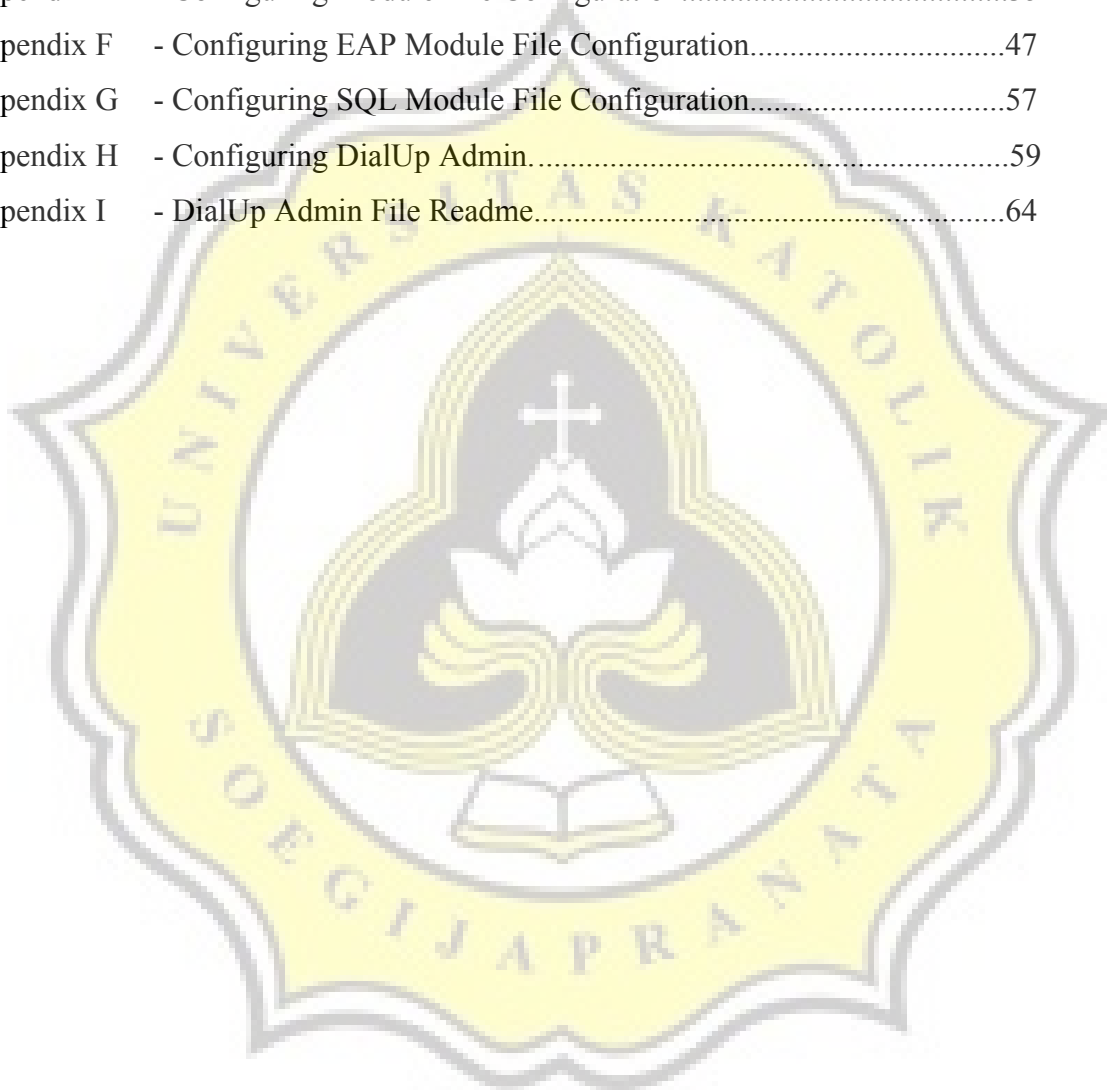 pendix F - Configuring EAP Module File Configuration............................47
pendix G - Configuring SQL Module File Configuration............................57
pendix H - Configuring DialUp Admin....................................................59
pendix I - DialUp Admin File Readme....................................................64
UNIVERSITAS KATOLIK
SOEGIJAPRANATA